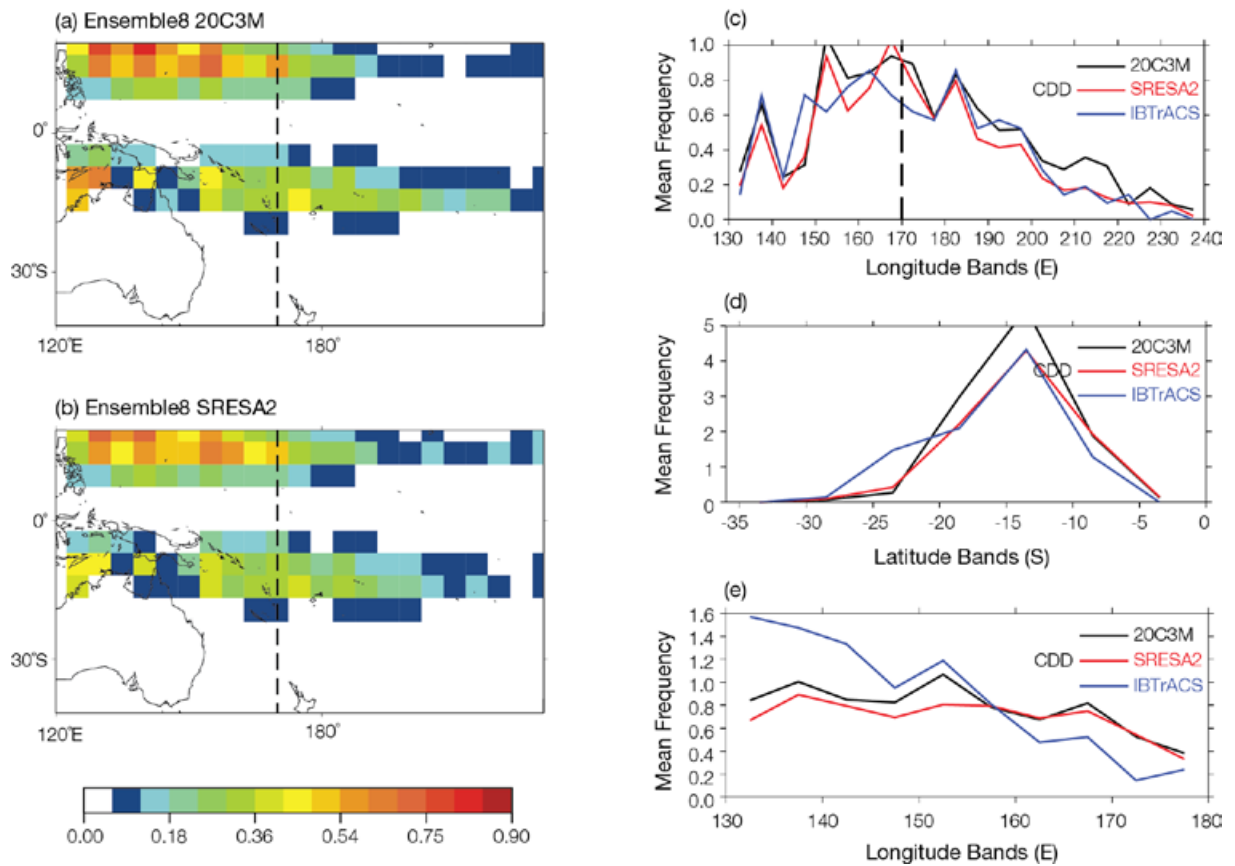 (a) Ensemble8 20C3M
0°
30°S
120°E
180°
(b) Ensemble8 SRESA2
0°
30°S
120°E
180°
0.00
0.18
0.36
0.54
0.75
0.90
(c)
Mean Frequency
1.0
0.8
0.6
0.4
0.2
0.0
20C3M
CDD
SRESA2
IBTrACS
130 140 150 160 170 180 190 200 210 220 230 240
Longitude Bands (E)
(d)
Mean Frequency
5
4
3
2
1
0
20C3M
CDD
SRESA2
IBTrACS
-35 -30 -25 -20 -15 -10 -5 0
Latitude Bands (S)
(e)
Mean Frequency
1.6
1.4
1.2
1.0
0.8
0.6
0.4
0.2
0.0
20C3M
CDD
SRESA2
IBTrACS
130 140 150 160 170 180
Longitude Bands (E)